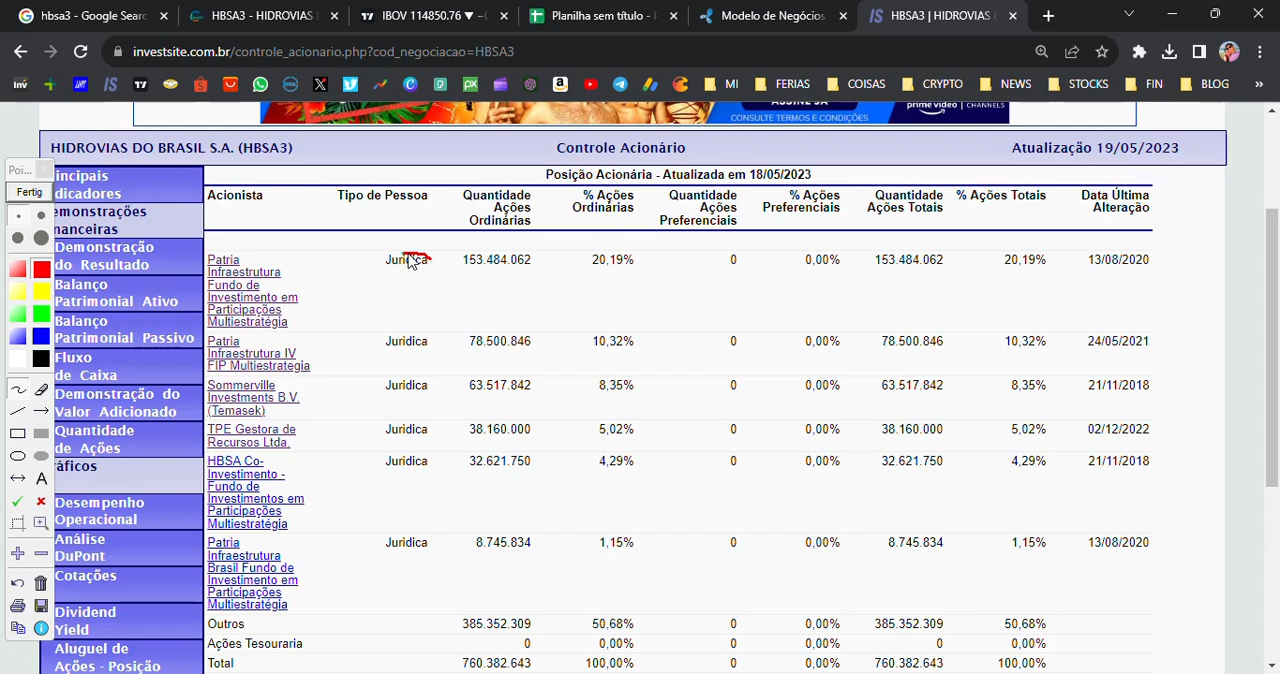 hbsa3 - Google Searc
HBSA3 - HIDROVIAS
IBOV 114850.76 ▼ −
Planilha sem título - P
Modelo de Negócios
HBSA3 | HIDROVIAS
investsite.com.br/controle_acionario.php?cod_negociacao=HBSA3
MI
FERIAS
COISAS
CRYPTO
NEWS
STOCKS
FIN
BLOG
»
ASSINE JÁ
CONSULTE TERMOS E CONDIÇÕES
prime video | CHANNELS
HIDROVIAS DO BRASIL S.A. (HBSA3)
Controle Acionário
Atualização 19/05/2023
Poi...
Fertig
A
incipais
dicadores
emonstrações
nanceiras
Demonstração
do Resultado
Balanço
Patrimonial Ativo
Balanço
Patrimonial Passivo
Fluxo
de Caixa
Demonstração do
Valor Adicionado
Quantidade
de Ações
áficos
Desempenho
Operacional
Análise
DuPont
Cotações
Dividend
Yield
Aluguel de
Ações - Posição
Posição Acionária - Atualizada em 18/05/2023
Acionista Tipo de Pessoa Quantidade Ações Ordinárias % Ações Ordinárias Quantidade Ações Preferenciais % Ações Preferenciais Quantidade Ações Totais % Ações Totais Data Última Alteração
Patria Juridica 153.484.062 20,19% 0 0,00% 153.484.062 20,19% 13/08/2020
Infraestrutura
Fundo de
Investimento em
Participações
Multiestratégia
Patria Juridica 78.500.846 10,32% 0 0,00% 78.500.846 10,32% 24/05/2021
Infraestrutura IV
FIP Multiestrategia
Sommerville Juridica 63.517.842 8,35% 0 0,00% 63.517.842 8,35% 21/11/2018
Investments B.V.
(Temasek)
TPE Gestora de Juridica 38.160.000 5,02% 0 0,00% 38.160.000 5,02% 02/12/2022
Recursos Ltda.
HBSA Co- Juridica 32.621.750 4,29% 0 0,00% 32.621.750 4,29% 21/11/2018
Investimento -
Fundo de
Investimentos em
Participações
Multiestratégia
Patria Juridica 8.745.834 1,15% 0 0,00% 8.745.834 1,15% 13/08/2020
Infraestrutura
Brasil Fundo de
Investimento em
Participações
Multiestratégia
Outros 385.352.309 50,68% 0 0,00% 385.352.309 50,68%
Ações Tesouraria 0 0,00% 0 0,00% 0 0,00%
Total 760.382.643 100,00% 0 0,00% 760.382.643 100,00%